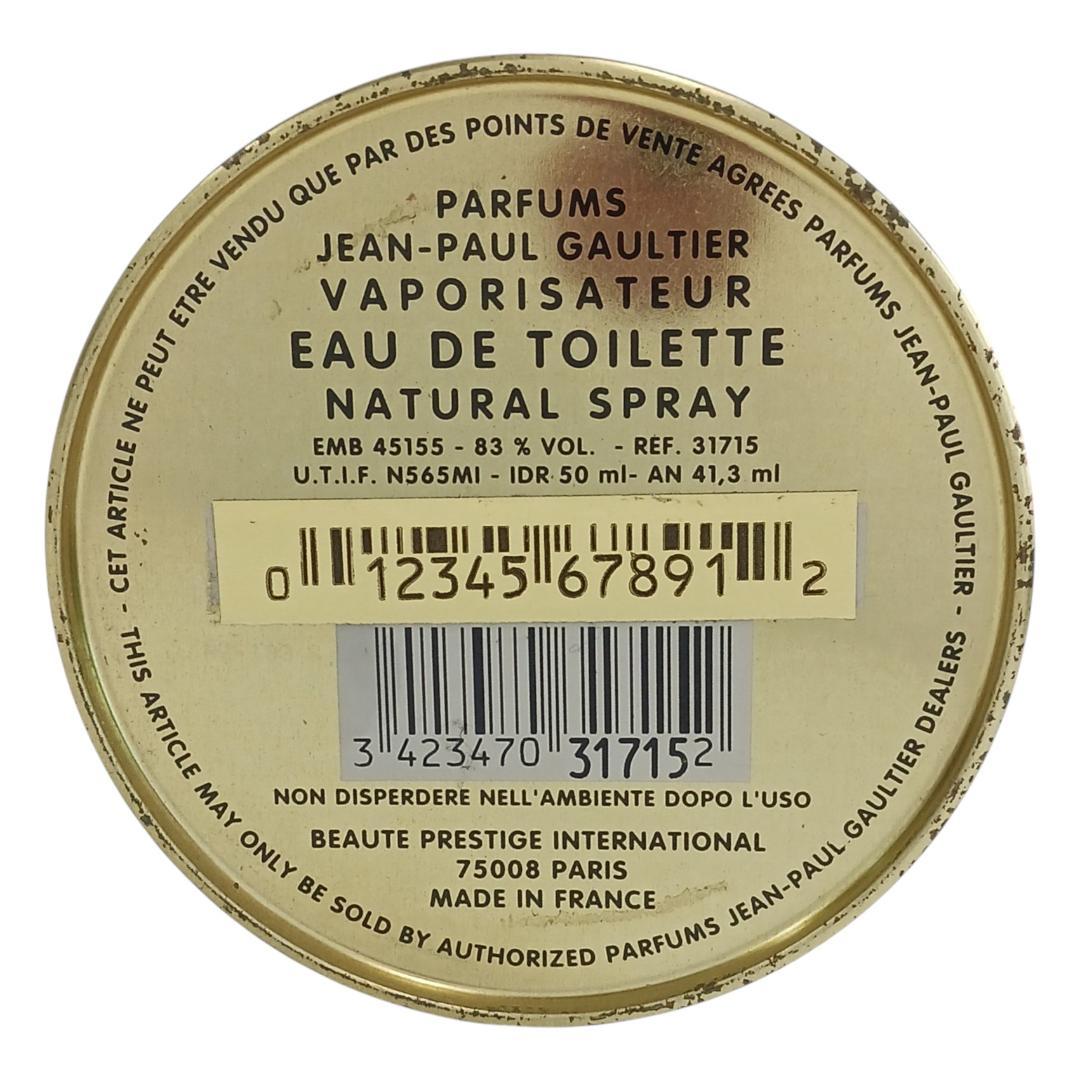 CET ARTICLE NE PEUT ETRE VENDU QUE PAR DES POINTS DE VENTE AGREES PARFUMS JEAN-PAUL GAULTIER -
PARFUMS
JEAN-PAUL GAULTIER
VAPORISATEUR
EAU DE TOILETTE
NATURAL SPRAY
EMB 45155 - 83 % VOL. - REF. 31715
U.T.I.F. N565MI - IDR 50 ml- AN 41,3 ml
0 12345 67891 2
3 423470 317152
NON DISPERDERE NELL'AMBIENTE DOPO L'USO
BEAUTE PRESTIGE INTERNATIONAL
75008 PARIS
MADE IN FRANCE
THIS ARTICLE MAY ONLY BE SOLD BY AUTHORIZED PARFUMS JEAN-PAUL GAULTIER DEALERS -